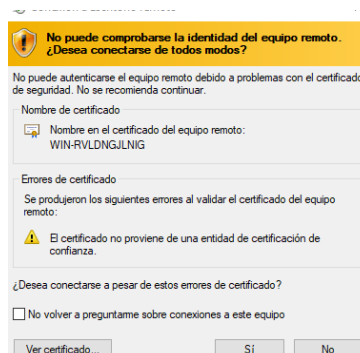 No puede comprobarse la identidad del equipo remoto.
¿Desea conectarse de todos modos?
No puede autenticarse el equipo remoto debido a problemas con el certificado
de seguridad. No se recomienda continuar.
Nombre de certificado
Nombre en el certificado del equipo remoto:
WIN-RVLDNGJLNIG
Errores de certificado
Se produjeron los siguientes errores al validar el certificado del equipo
remoto:
El certificado no proviene de una entidad de certificación de
confianza.
¿Desea conectarse a pesar de estos errores de certificado?
No volver a preguntarme sobre conexiones a este equipo
Ver certificado...
Sí
No